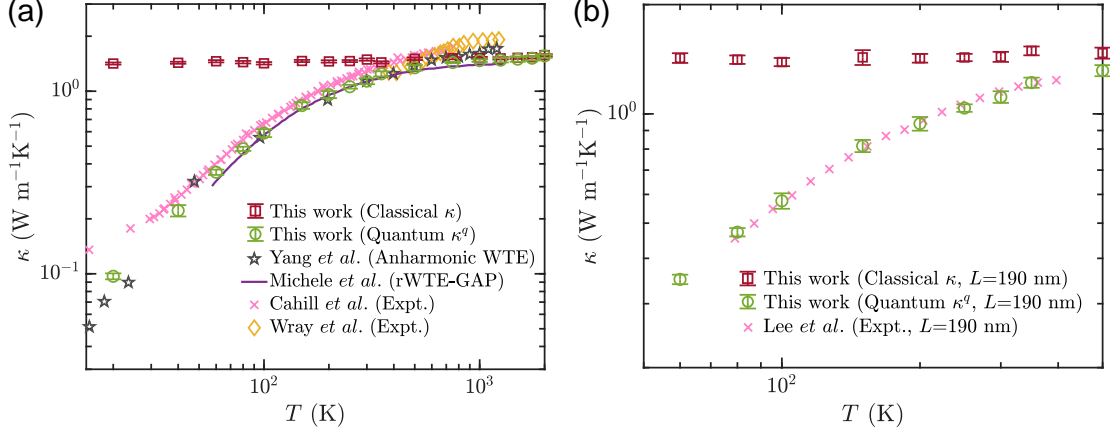 (a)
10⁰
10⁻¹
κ (W m⁻¹K⁻¹)
This work (Classical κ)
This work (Quantum κ^q)
Yang et al. (Anharmonic WTE)
Michele et al. (rWTE-GAP)
Cahill et al. (Expt.)
Wray et al. (Expt.)
10²
10³
T (K)
(b)
10⁰
κ (W m⁻¹K⁻¹)
This work (Classical κ, L=190 nm)
This work (Quantum κ^q, L=190 nm)
Lee et al. (Expt., L=190 nm)
10²
T (K)